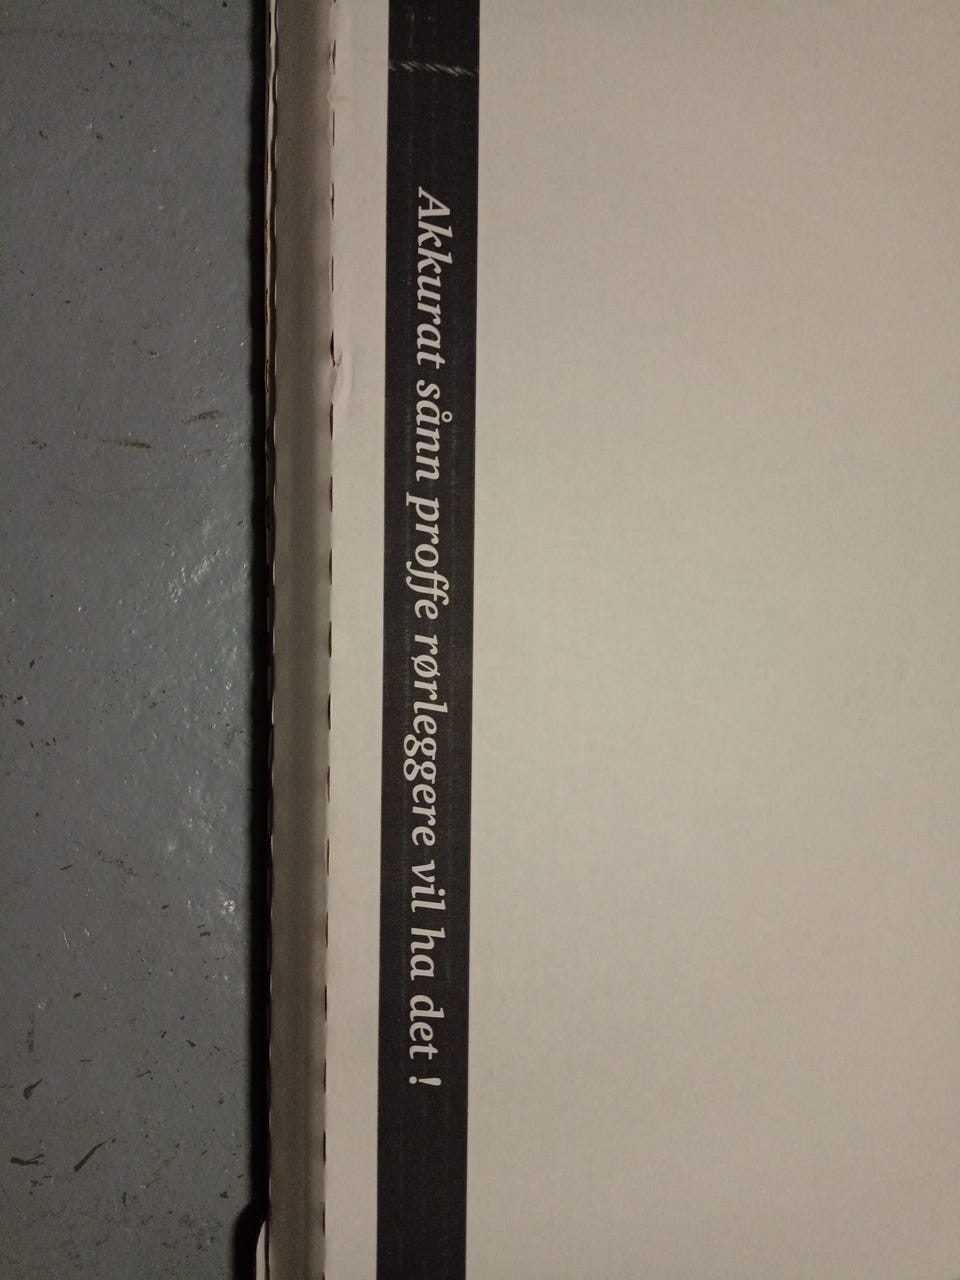 Akkurat sånn proffe rørleggere vil ha det !